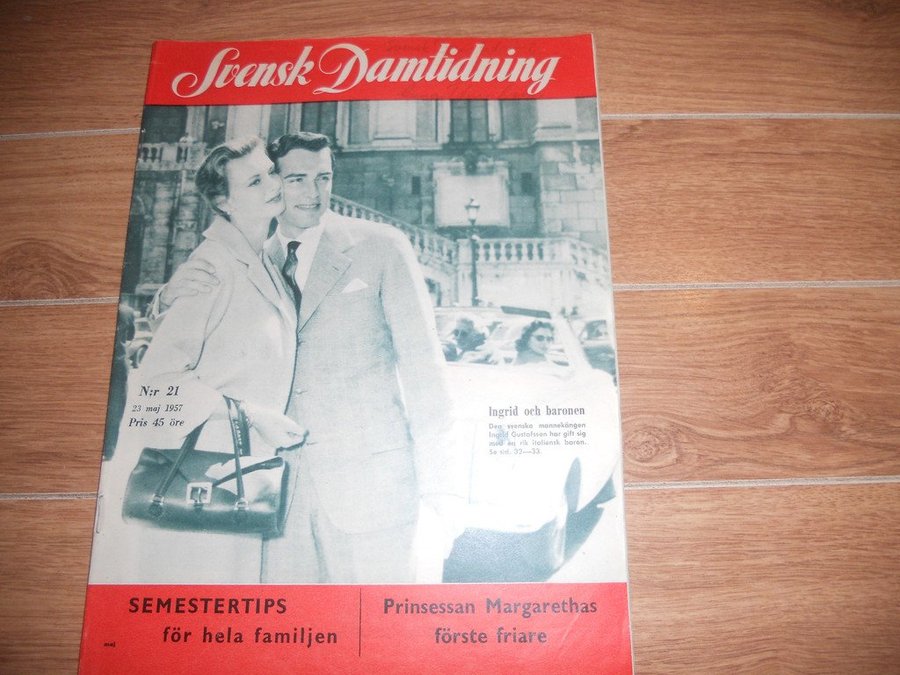 Svensk Damtidning
N:r 21
23 maj 1957
Pris 45 öre
Ingrid och baronen
Den svenska mannekängen
Ingrid Gustafsson har gift sig
med en rik italiensk baron.
Se sid. 32—33.
SEMESTERTIPS
för hela familjen
Prinsessan Margarethas
förste friare
maj